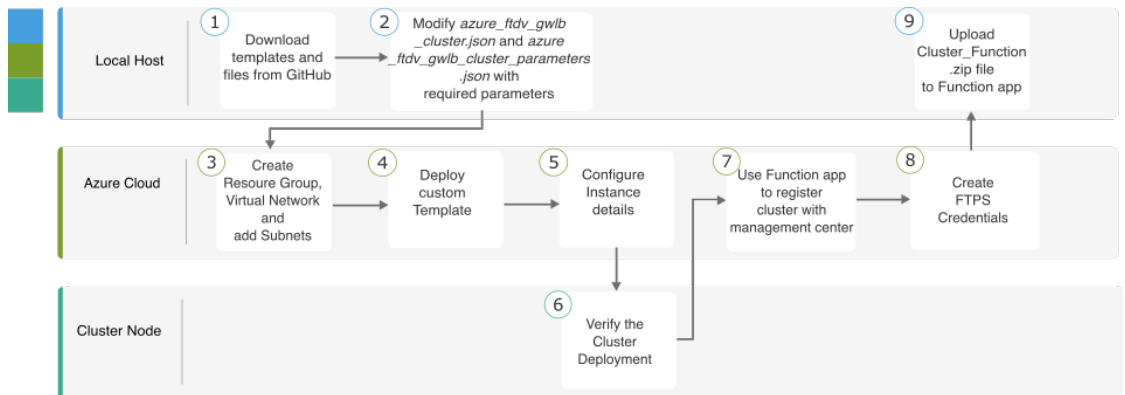 1
Download
templates and
files from GitHub
2
Modify azure_ftdv_gwlb
_cluster.json and azure
_ftdv_gwlb_cluster_parameters
.json with
required parameters
9
Upload
Cluster_Function
.zip file
to Function app
Local Host
3
Create
Resoure Group,
Virtual Network
and
add Subnets
4
Deploy
custom
Template
5
Configure
Instance
details
7
Use Function app
to register
cluster with
management center
8
Create
FTPS
Credentials
Azure Cloud
6
Verify the
Cluster
Deployment
Cluster Node